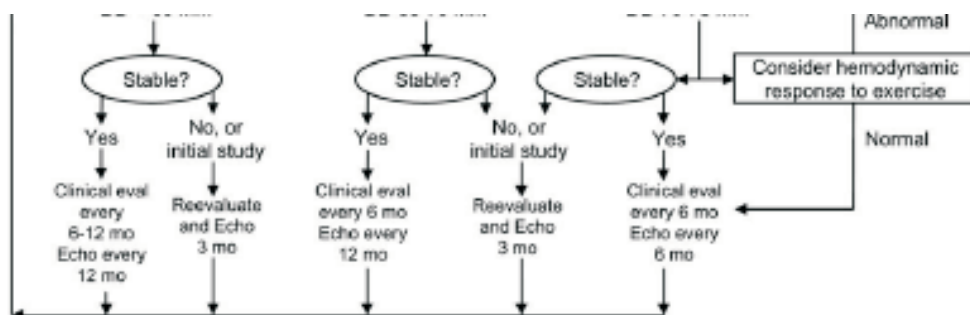 Abnormal
Stable?
Stable?
Stable?
Consider hemodynamic
response to exercise
Yes
No, or
initial study
Yes
No, or
initial study
Yes
Normal
Clinical eval
every
6-12 mo
Echo every
12 mo
Reevaluate
and Echo
3 mo
Clinical eval
every 6 mo
Echo every
12 mo
Reevaluate
and Echo
3 mo
Clinical eval
every 6 mo
Echo every
6 mo